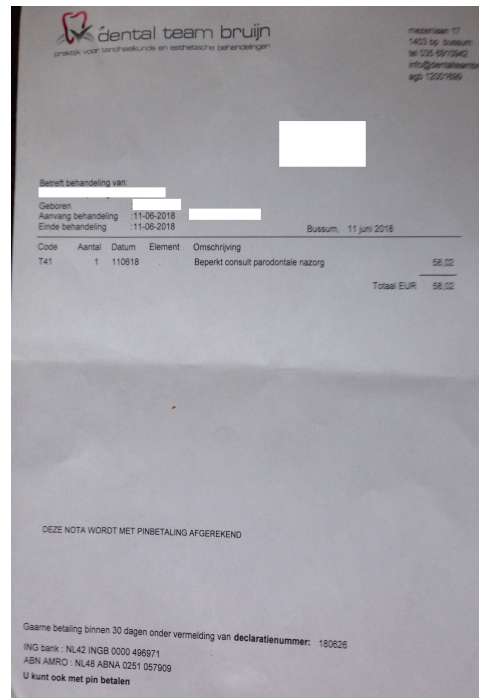 dental team bruijn
praktijk voor tandheelkunde en esthetische behandelingen
mezenlaan 17
1403 bp bussum
tel 035 6910942
agb 12051699
Betreft behandeling van:
Geboren :
Aanvang behandeling :11-06-2018
Einde behandeling :11-06-2018
Bussum, 11 juni 2018
Code Aantal Datum Element Omschrijving
T41 1 110618 Beperkt consult parodontale nazorg 58,02
Totaal EUR 58,02
DEZE NOTA WORDT MET PINBETALING AFGEREKEND
Gaarne betaling binnen 30 dagen onder vermelding van declaratienummer: 180626
ING bank : NL42 INGB 0000 496971
ABN AMRO : NL48 ABNA 0251 057909
U kunt ook met pin betalen